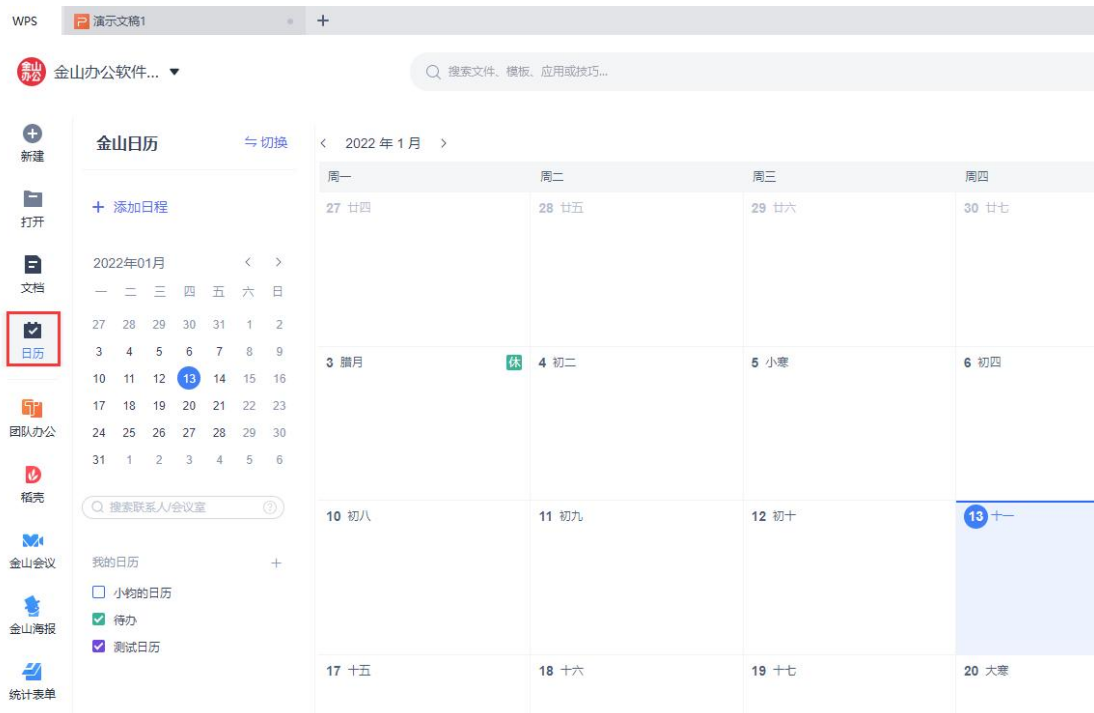 WPS
演示文稿1
金山办公
金山办公软件...
搜索文件、模板、应用或技巧...
新建
打开
文档
日历
团队办公
稻壳
金山会议
金山海报
统计表单
金山日历
切换
添加日程
2022年01月
一 二 三 四 五 六 日
27 28 29 30 31 1 2
3 4 5 6 7 8 9
10 11 12 13 14 15 16
17 18 19 20 21 22 23
24 25 26 27 28 29 30
31 1 2 3 4 5 6
搜索联系人/会议室
我的日历
小钧的日历
待办
测试日历
2022 年 1 月
周一 周二 周三 周四
27 廿四 28 廿五 29 廿六 30 廿七
3 腊月 休 4 初二 5 小寒 6 初四
10 初八 11 初九 12 初十 13 十一
17 十五 18 十六 19 十七 20 大寒